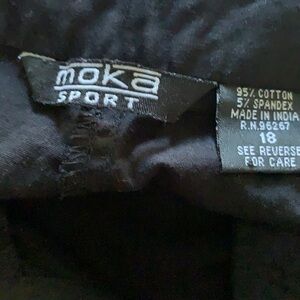 moka
SPORT
95% COTTON
5% SPANDEX
MADE IN INDIA
R.N.96267
18
SEE REVERSE
FOR CARE